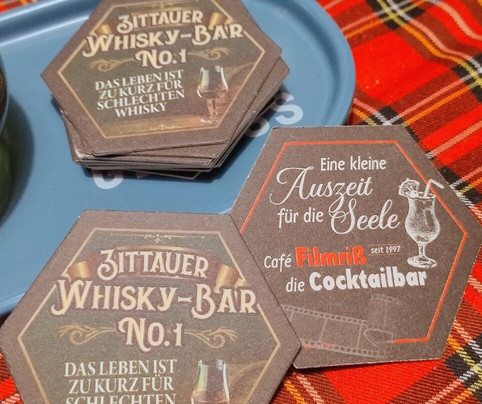 ZITTAUER
WHISKY-BAR
NO.1
DAS LEBEN IST
ZU KURZ FÜR
SCHLECHTEN
WHISKY
Eine kleine
Auszeit
für die Seele
Café Filmriß seit 1997
die Cocktailbar
ZITTAUER
WHISKY-BAR
NO.1
DAS LEBEN IST
ZU KURZ FÜR
SCHLECHTEN